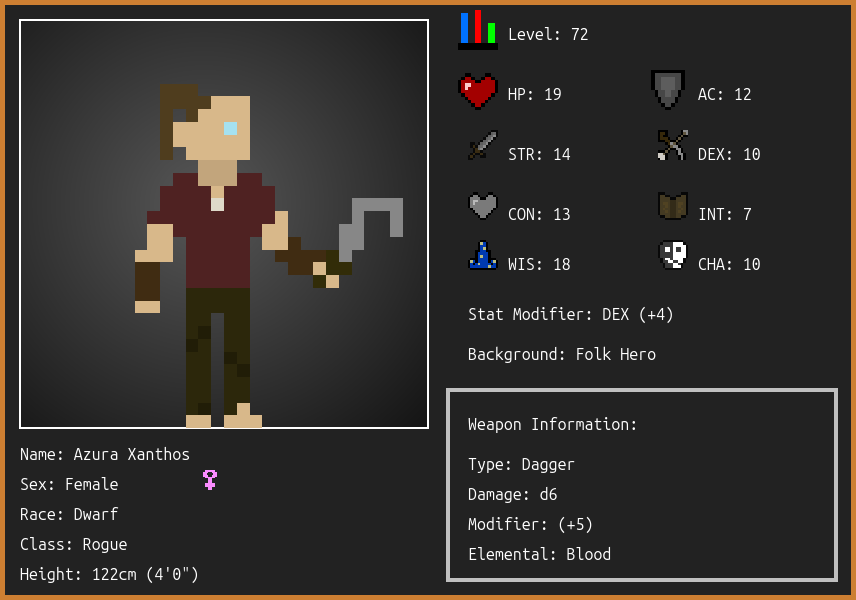 Level: 72
HP: 19
AC: 12
STR: 14
DEX: 10
CON: 13
INT: 7
WIS: 18
CHA: 10
Stat Modifier: DEX (+4)
Background: Folk Hero
Weapon Information:
Type: Dagger
Damage: d6
Modifier: (+5)
Elemental: Blood
Name: Azura Xanthos
Sex: Female
Race: Dwarf
Class: Rogue
Height: 122cm (4'0")